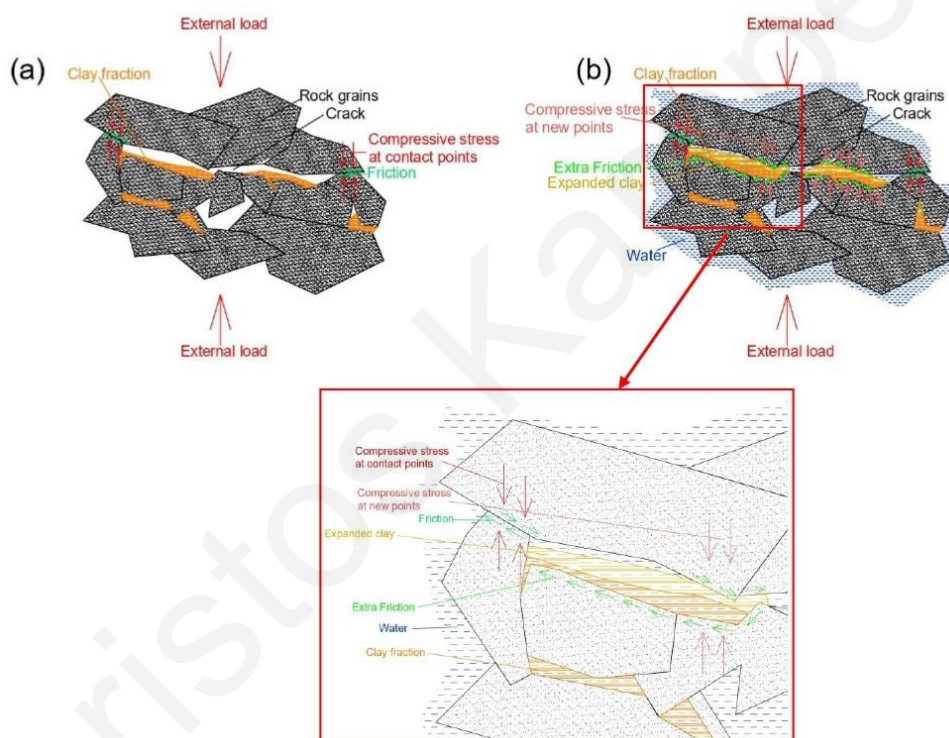 External load
(a)
Clay fraction
Rock grains
Crack
Compressive stress
at contact points
Friction
External load
External load
(b)
Clay fraction
Rock grains
Crack
Compressive stress
at new points
Extra Friction
Expanded clay
Water
External load
Compressive stress
at contact points
Compressive stress
at new points
Friction
Expanded clay
Extra Friction
Water
Clay fraction